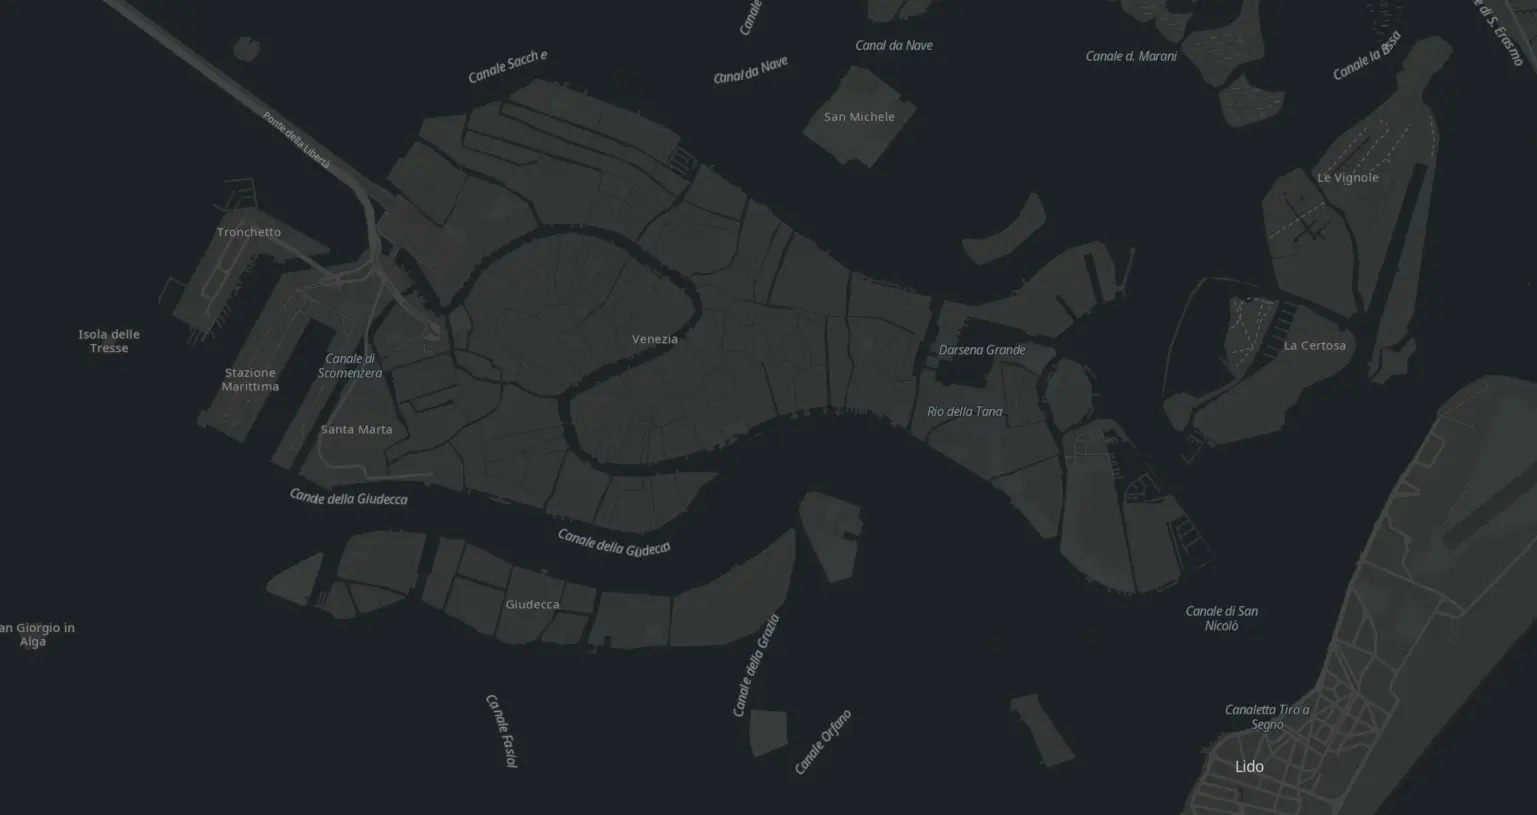 Canale
Canal da Nave
Canale d. Marani
Canale la Bssa
e di S. Erasmo
Canale Sacch e
Canal da Nave
San Michele
Ponte della Libertà
Le Vignole
Tronchetto
Isola delle
Tresse
Venezia
Darsena Grande
La Certosa
Canale di
Scomenzera
Stazione
Marittima
Rio della Tana
Santa Marta
Canale della Giudecca
Canale della Giudecca
Giudecca
Canale di San
Nicolò
an Giorgio in
Alga
Canale della Grazia
Canale Fasiol
Canale Orfano
Canaletta Tiro a
Segno
Lido